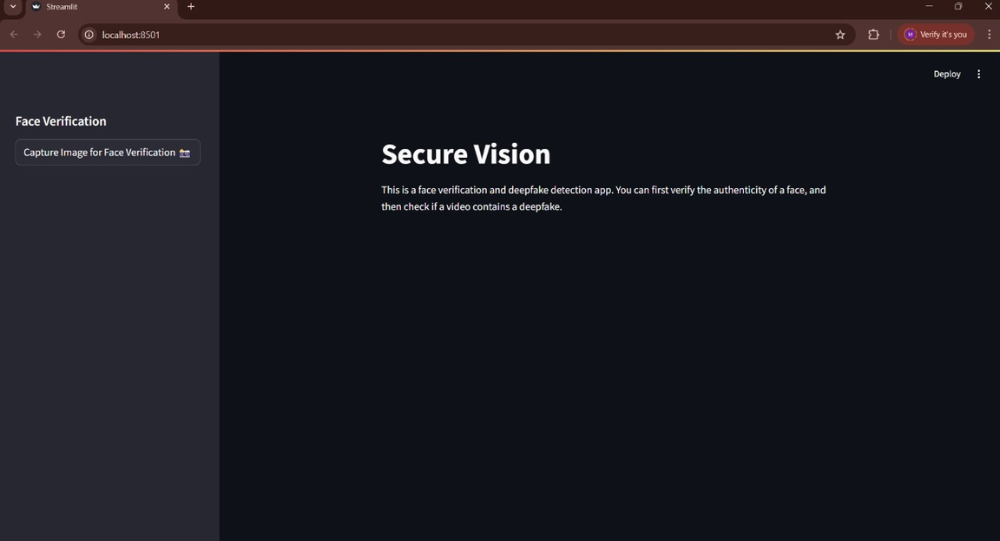 Streamlit
localhost:8501
M
Verify it's you
Deploy
Face Verification
Capture Image for Face Verification 📸
Secure Vision
This is a face verification and deepfake detection app. You can first verify the authenticity of a face, and
then check if a video contains a deepfake.